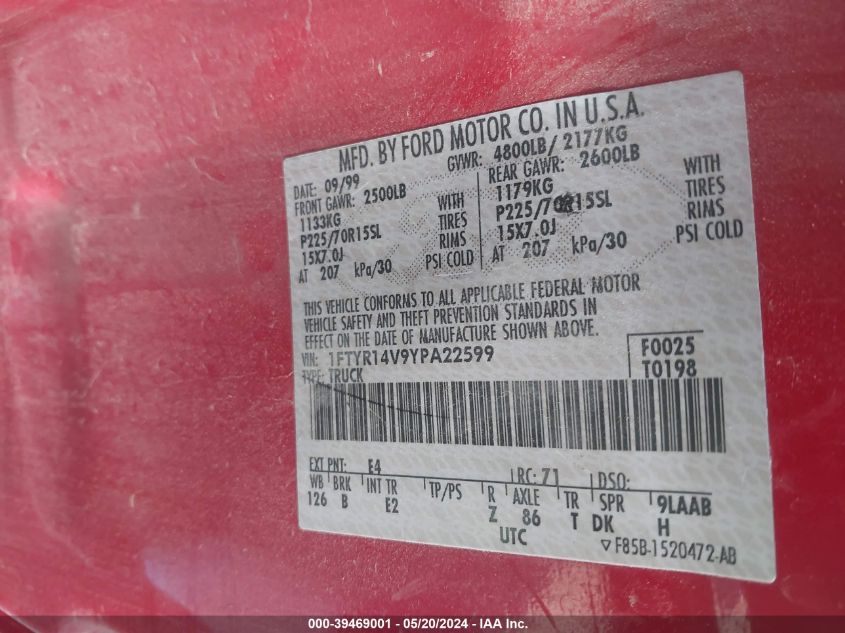 MFD. BY FORD MOTOR CO. IN U.S.A.
DATE: 09/99 GVWR: 4800LB/ 2177KG
FRONT GAWR: 2500LB REAR GAWR: 2600LB
1133KG WITH 1179KG WITH
P225/70R15SL TIRES P225/70R15SL TIRES
15X7.0J RIMS 15X7.0J RIMS
AT 207 kPa/30 PSI COLD AT 207 kPa/30 PSI COLD
THIS VEHICLE CONFORMS TO ALL APPLICABLE FEDERAL MOTOR
VEHICLE SAFETY AND THEFT PREVENTION STANDARDS IN
EFFECT ON THE DATE OF MANUFACTURE SHOWN ABOVE.
VIN: 1FTYR14V9YPA22599 F0025
TYPE: TRUCK T0198
EXT PNT: E4 RC: 71 DSO:
WB BRK INT TR TP/PS R AXLE TR SPR 9LAAB
126 B E2 Z 86 T DK H
UTC ▽F85B-1520472-AB
000-39469001 - 05/20/2024 - IAA Inc.